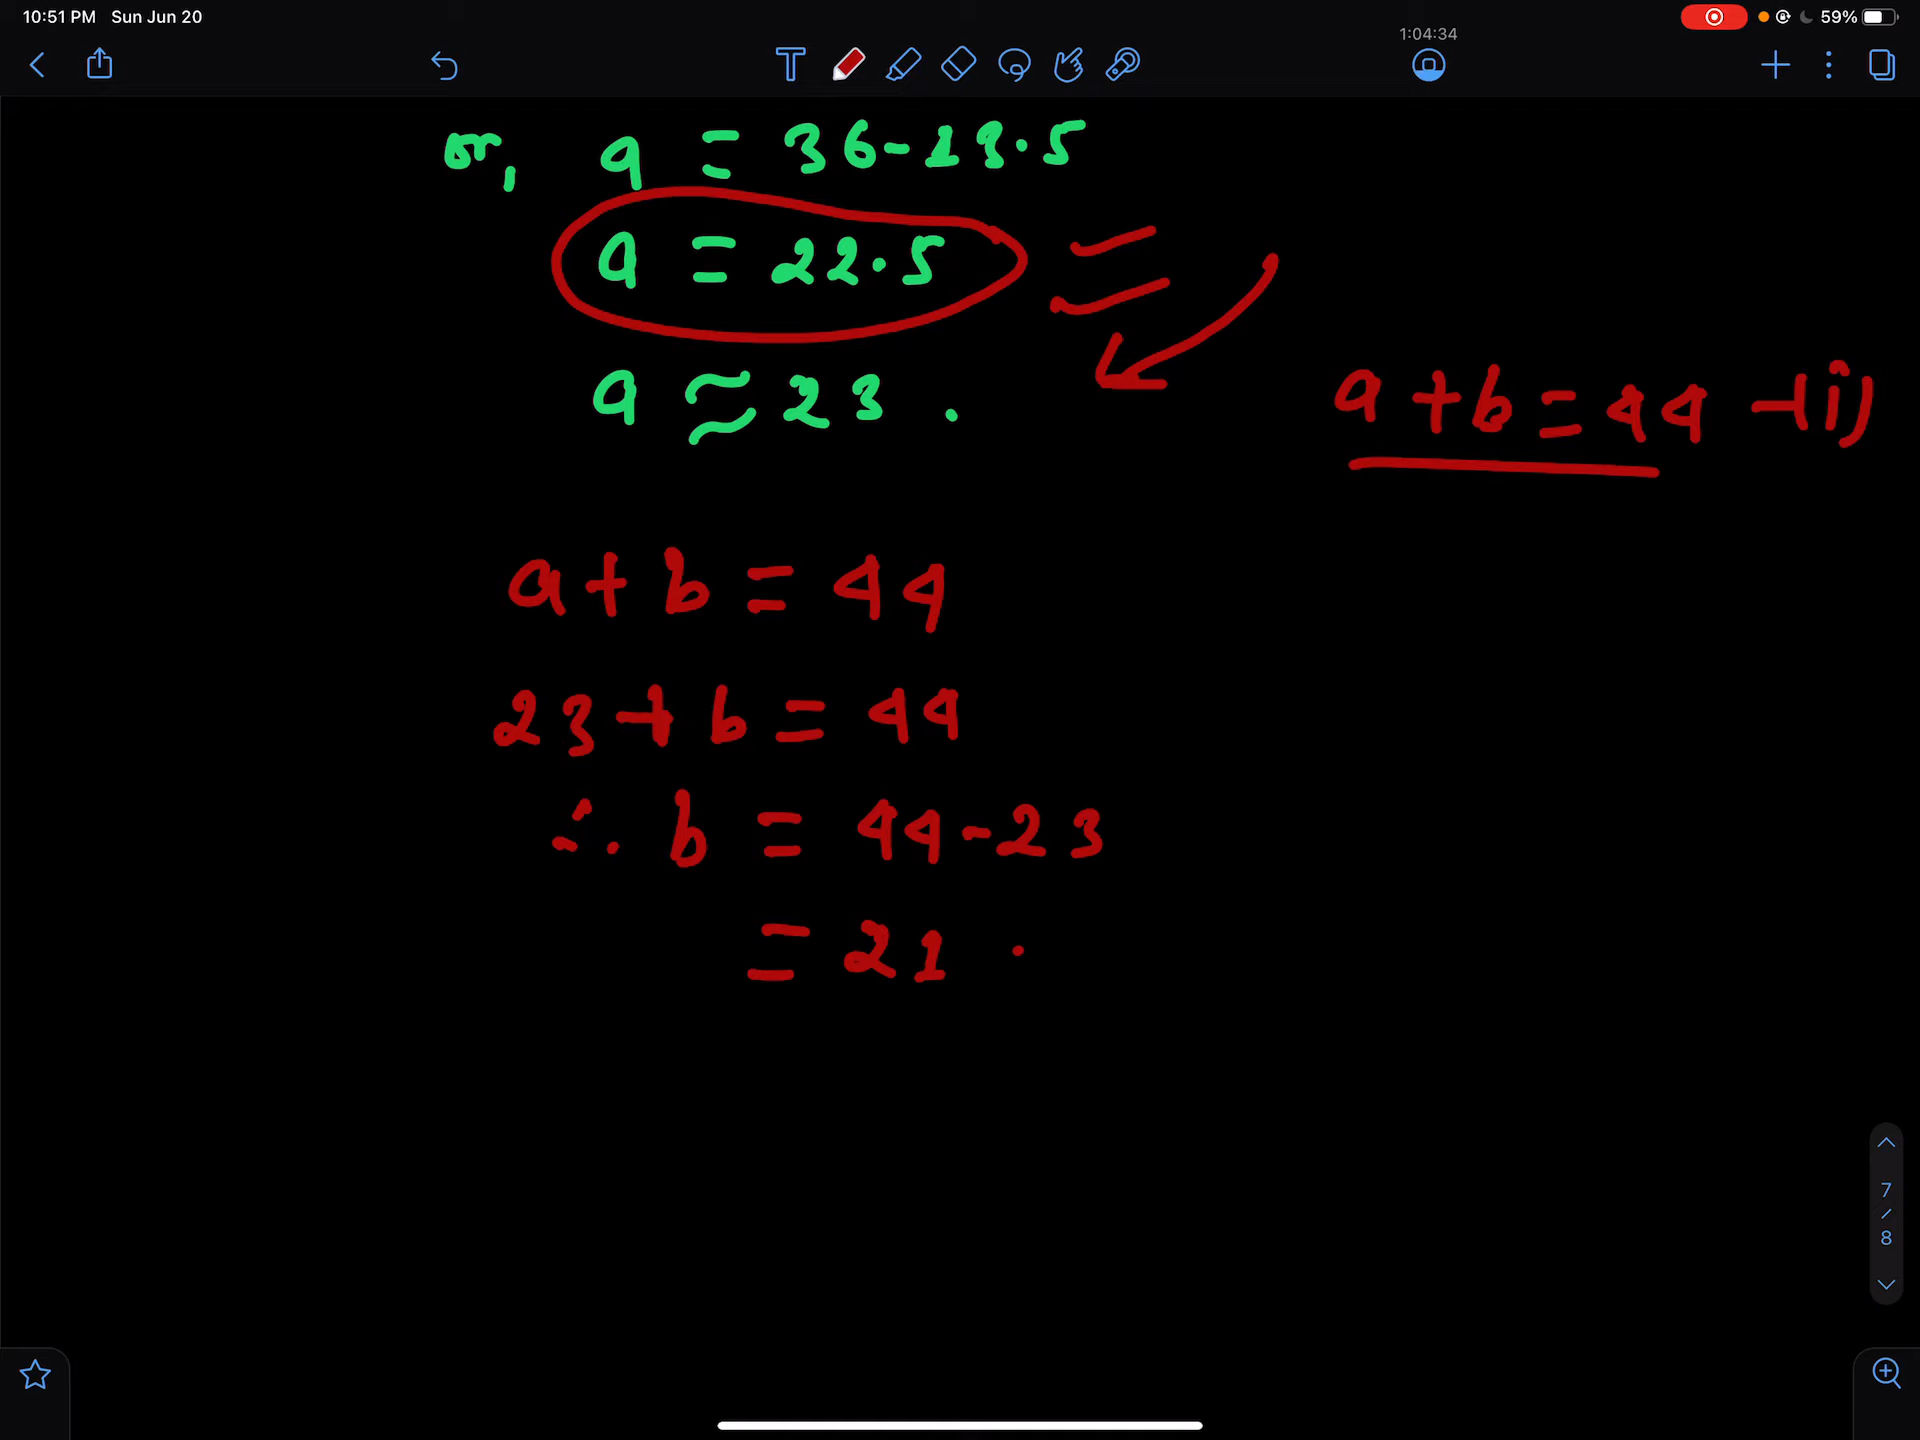 10:51 PM Sun Jun 20
59%
1:04:34
or, a = 36-13.5
a = 22.5
a ≈ 23 .
a + b = 44 -(i)
a + b = 44
23 + b = 44
∴ b = 44-23
= 21 .
7
/
8